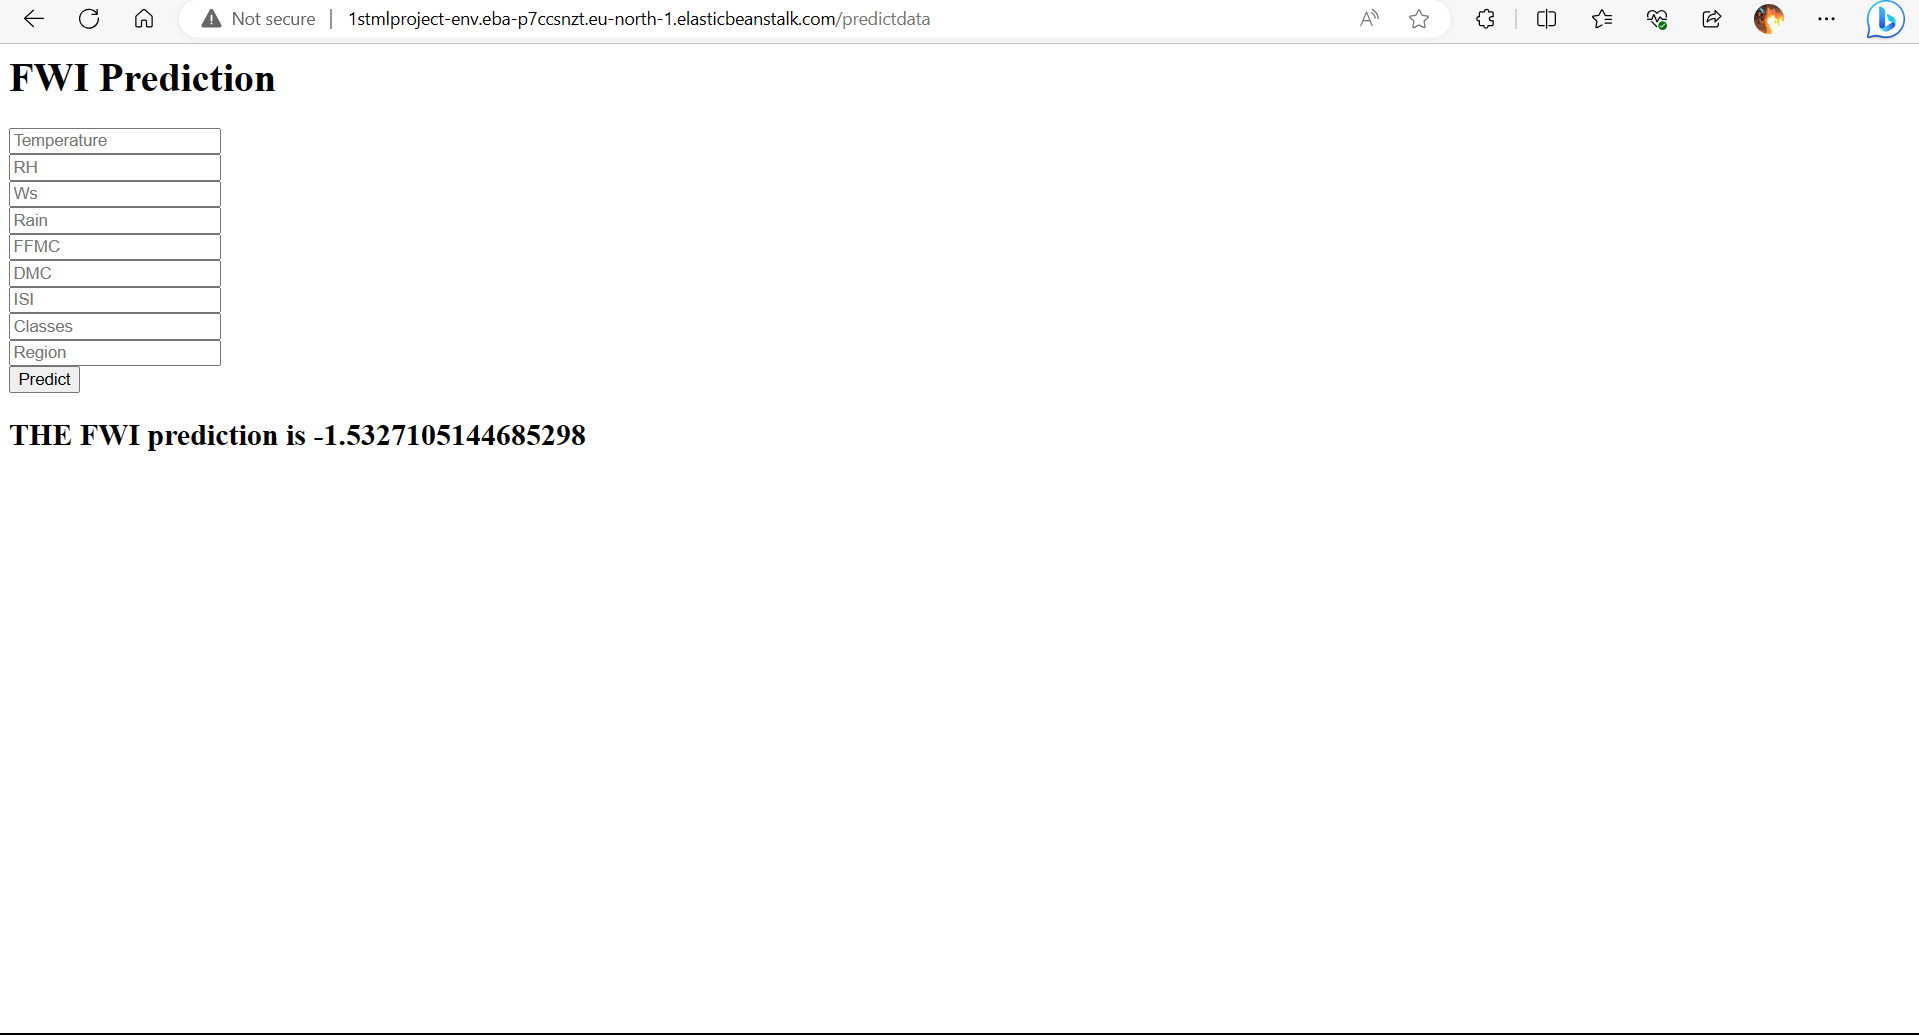 Not secure | 1stmlproject-env.eba-p7ccsnzt.eu-north-1.elasticbeanstalk.com/predictdata
FWI Prediction
Temperature
RH
Ws
Rain
FFMC
DMC
ISI
Classes
Region
Predict
THE FWI prediction is -1.5327105144685298